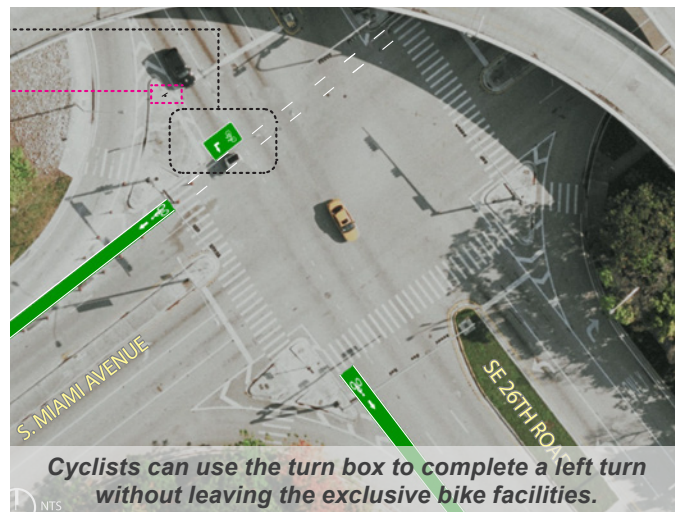 S. MIAMI AVENUE
SE 26TH ROAD
Cyclists can use the turn box to complete a left turn
without leaving the exclusive bike facilities.
NTS